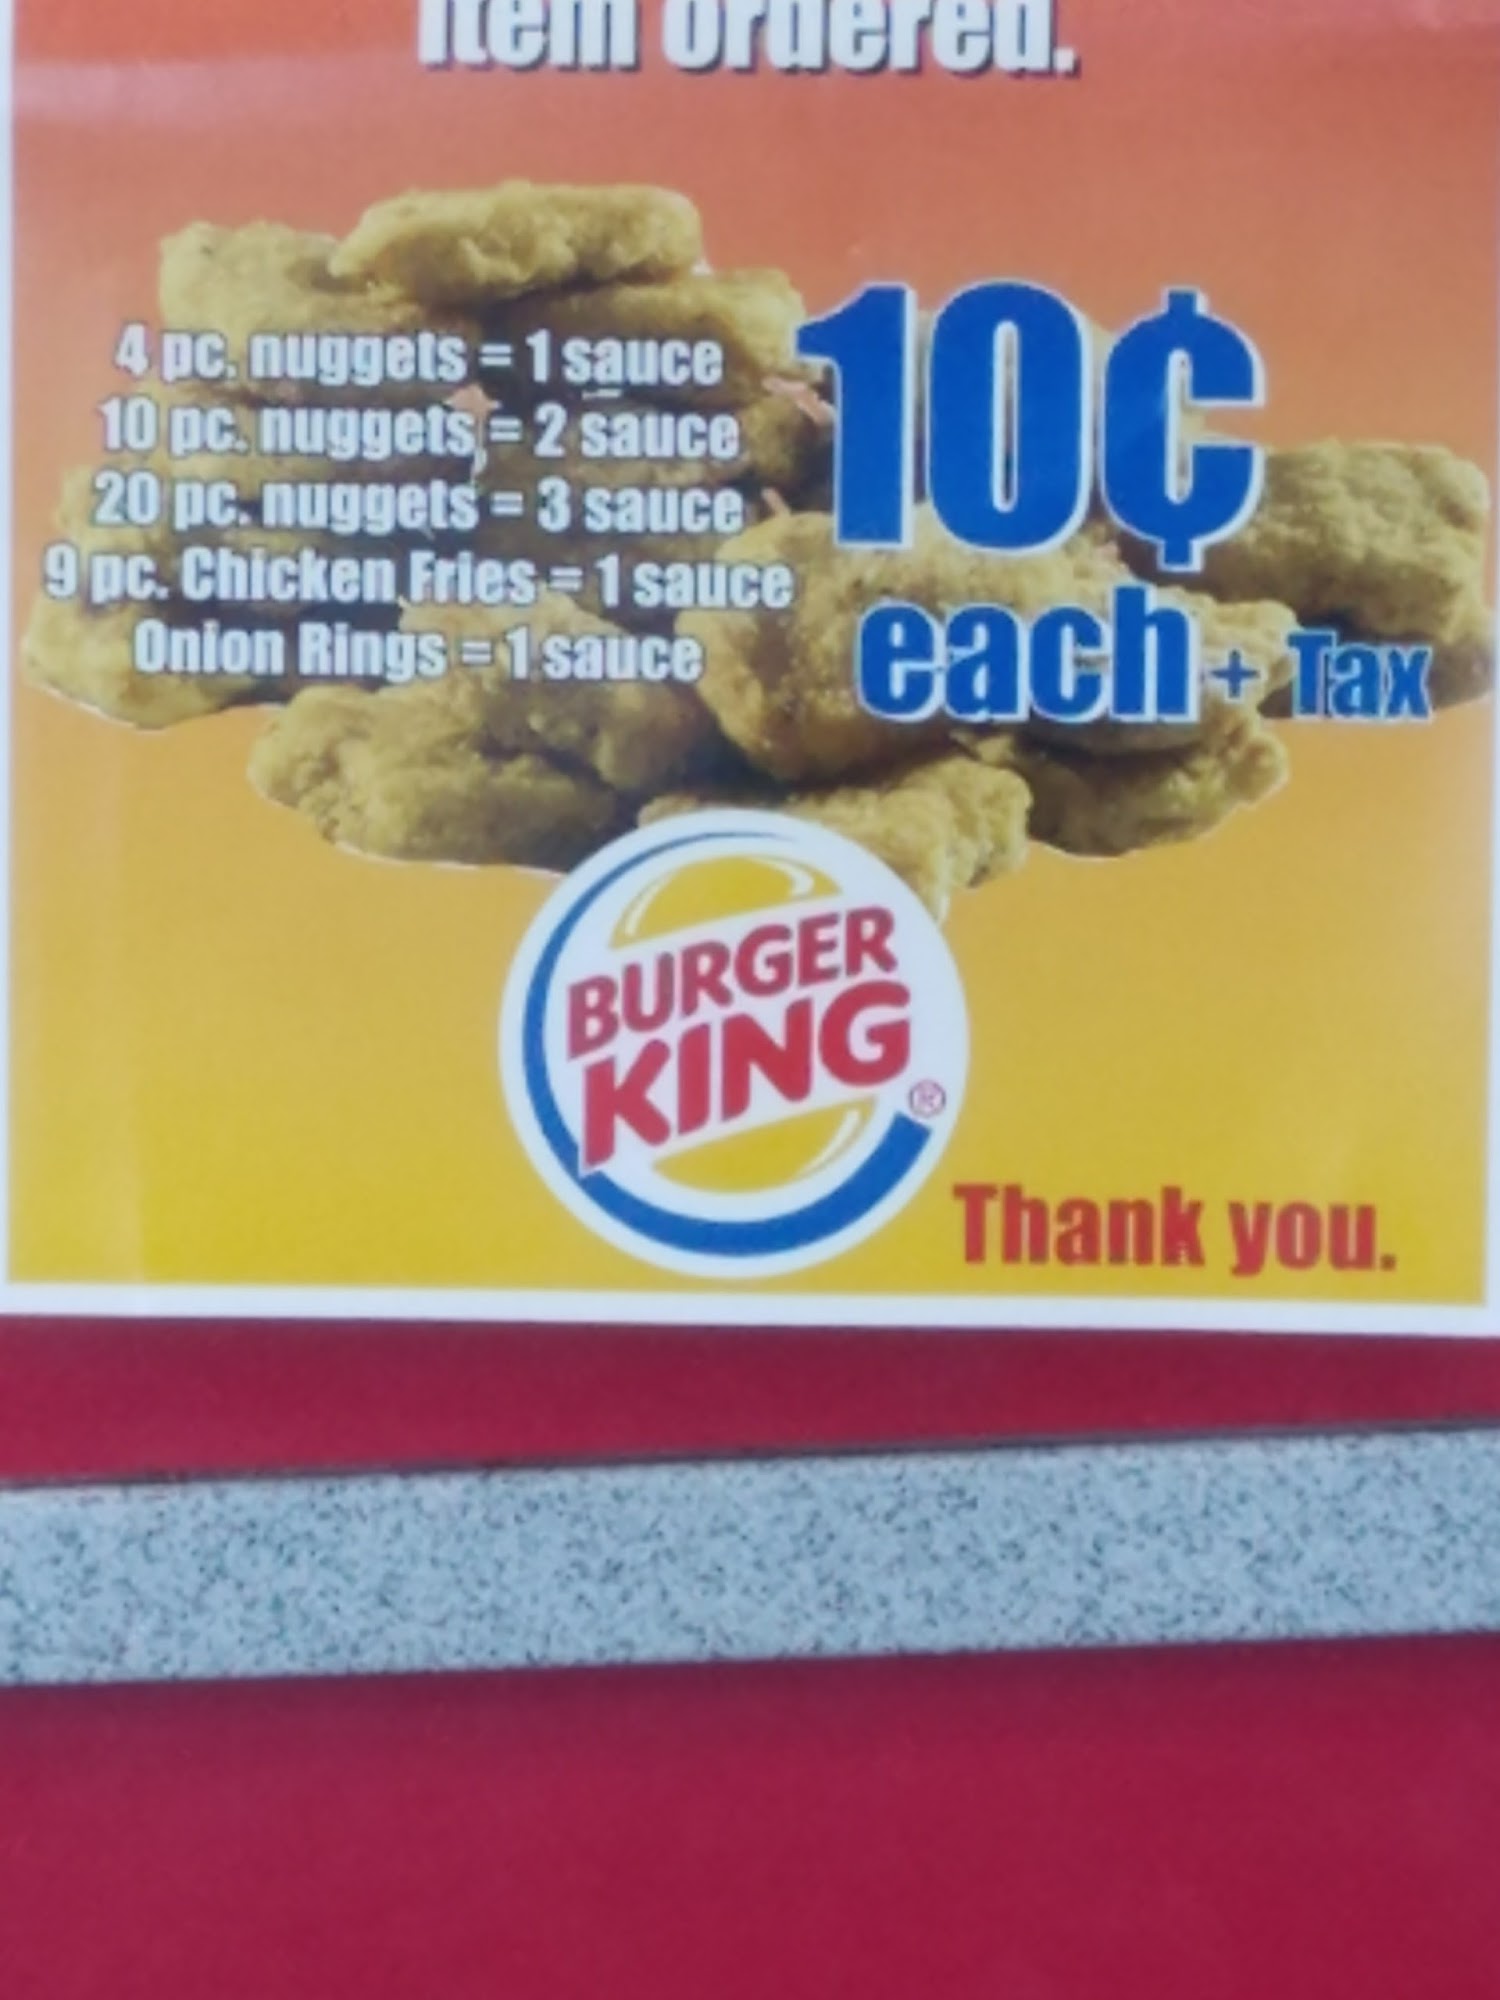 item ordered.
4 pc. nuggets = 1 sauce
10 pc. nuggets = 2 sauce
20 pc. nuggets = 3 sauce
9 pc. Chicken Fries = 1 sauce
Onion Rings = 1 sauce
10¢
each + Tax
BURGER
KING
®
Thank you.